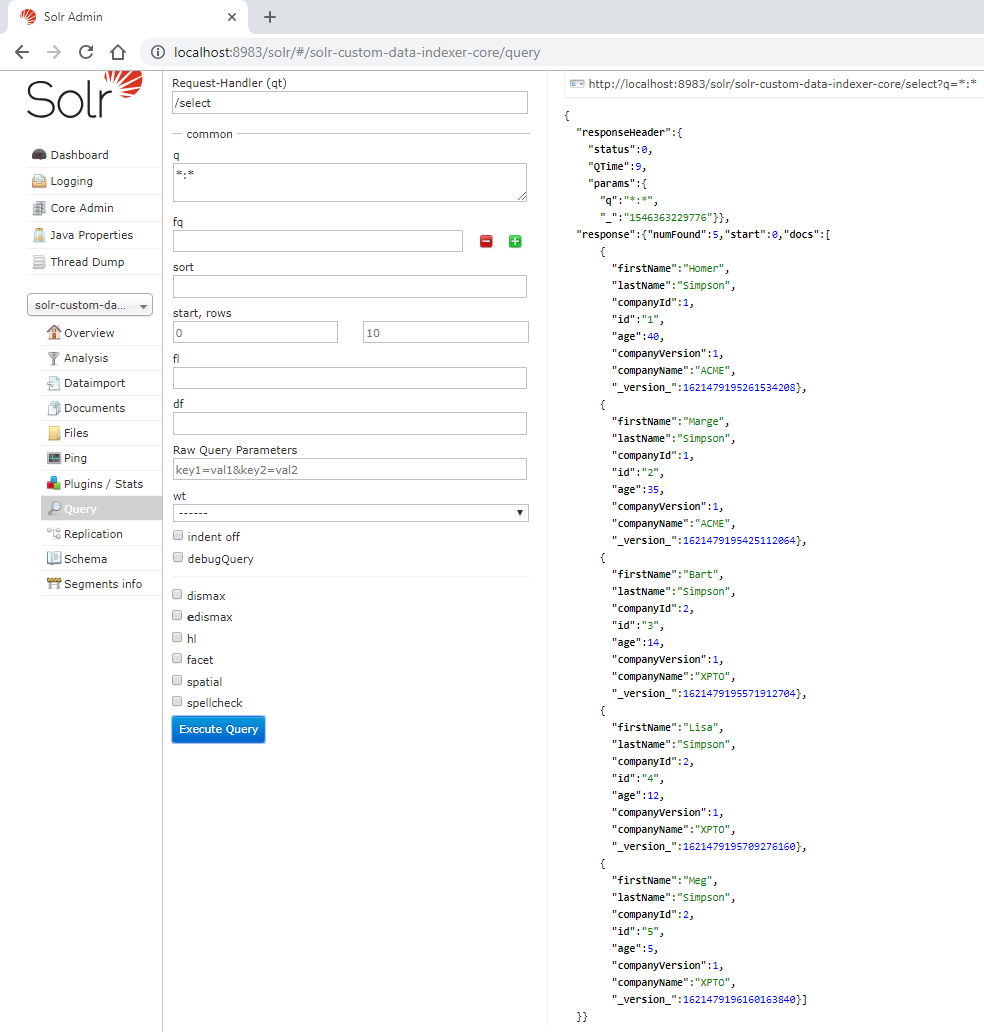 Solr Admin
localhost:8983/solr/#/solr-custom-data-indexer-core/query
Solr
Dashboard
Logging
Core Admin
Java Properties
Thread Dump
solr-custom-da...
Overview
Analysis
Dataimport
Documents
Files
Ping
Plugins / Stats
Query
Replication
Schema
Segments info
Request-Handler (qt)
/select
common
q
*:*
fq
sort
start, rows
0 10
fl
df
Raw Query Parameters
key1=val1&key2=val2
wt
------
indent off
debugQuery
dismax
edismax
hl
facet
spatial
spellcheck
Execute Query
http://localhost:8983/solr/solr-custom-data-indexer-core/select?q=*:*
{
"responseHeader":{
"status":0,
"QTime":9,
"params":{
"q":"*:*",
"_":"1546363229776"}},
"response":{"numFound":5,"start":0,"docs":[
{
"firstName":"Homer",
"lastName":"Simpson",
"companyId":1,
"id":"1",
"age":40,
"companyVersion":1,
"companyName":"ACME",
"_version_":1621479195261534208},
{
"firstName":"Marge",
"lastName":"Simpson",
"companyId":1,
"id":"2",
"age":35,
"companyVersion":1,
"companyName":"ACME",
"_version_":1621479195425112064},
{
"firstName":"Bart",
"lastName":"Simpson",
"companyId":2,
"id":"3",
"age":14,
"companyVersion":1,
"companyName":"XPTO",
"_version_":1621479195571912704},
{
"firstName":"Lisa",
"lastName":"Simpson",
"companyId":2,
"id":"4",
"age":12,
"companyVersion":1,
"companyName":"XPTO",
"_version_":1621479195709276160},
{
"firstName":"Meg",
"lastName":"Simpson",
"companyId":2,
"id":"5",
"age":5,
"companyVersion":1,
"companyName":"XPTO",
"_version_":1621479196160163840}]
}}